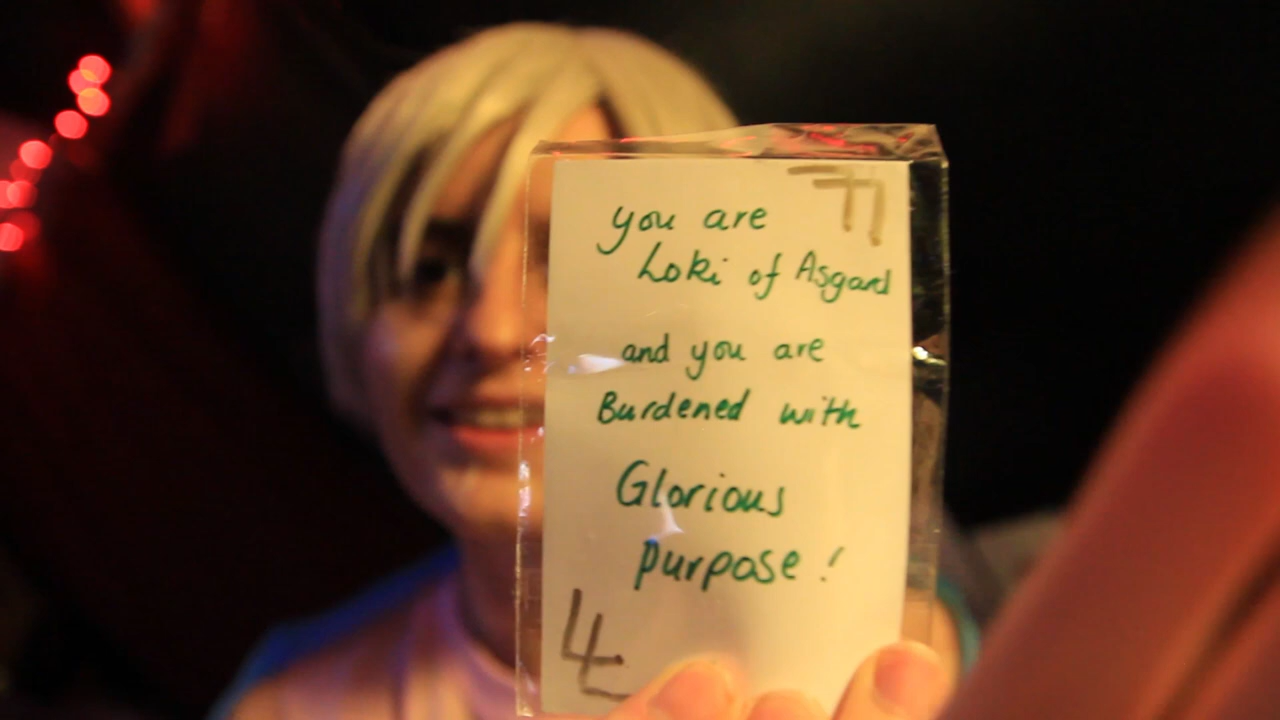 you are
Loki of Asgard
and you are
Burdened with
Glorious
purpose!